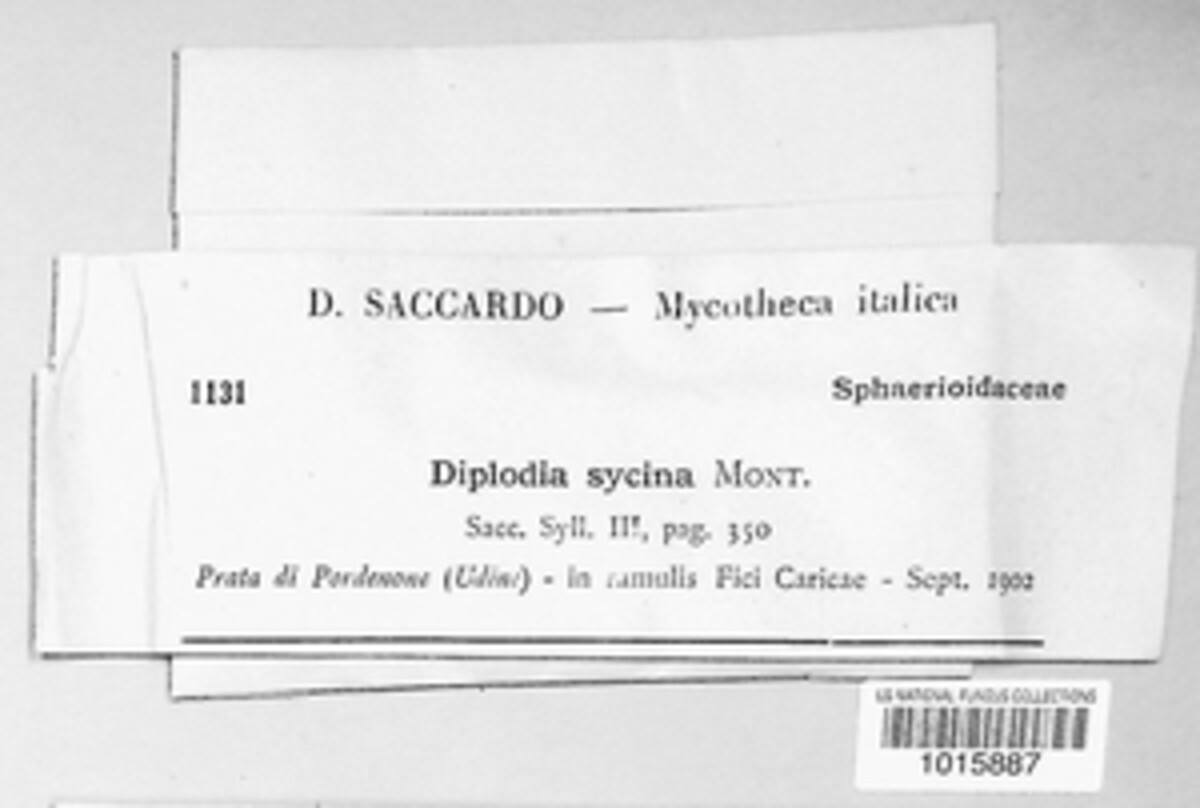 D. SACCARDO — Mycotheca italica
1131
Sphaerioidaceae
Diplodia sycina MONT.
Sacc. Syll. III, pag. 350
Prata di Pordenone (Udine) - in ramulis Fici Caricae - Sept. 1902
US NATIONAL FUNGUS COLLECTIONS
1015887